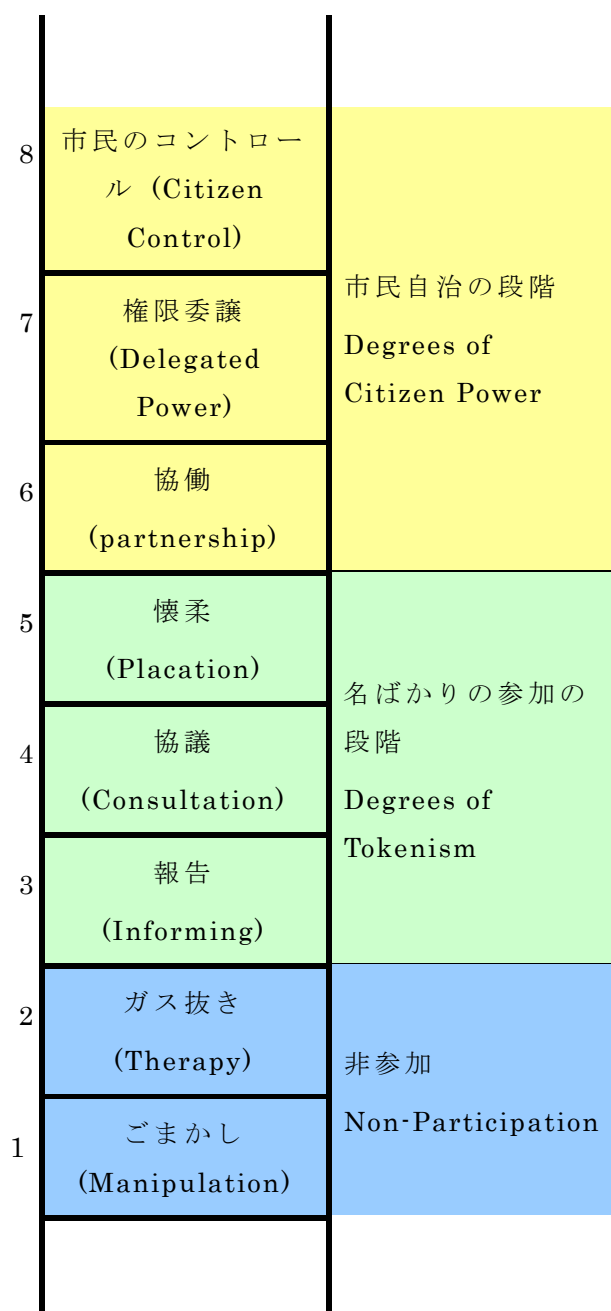 8
市民のコントロー
ル (Citizen
Control)
7
権限委譲
(Delegated
Power)
6
協働
(partnership)
市民自治の段階
Degrees of
Citizen Power
5
懐柔
(Placation)
4
協議
(Consultation)
3
報告
(Informing)
名ばかりの参加の
段階
Degrees of
Tokenism
2
ガス抜き
(Therapy)
1
ごまかし
(Manipulation)
非参加
Non-Participation